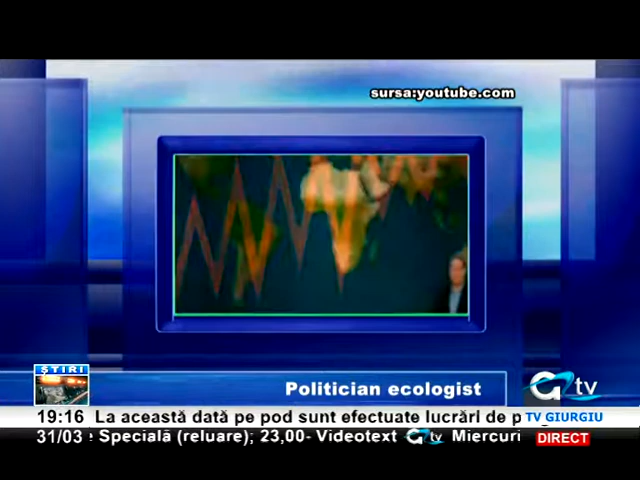 sursa:youtube.com
Politician ecologist
ȘTIRI
G tv
19:16 La această dată pe pod sunt efectuate lucrări de p
TV GIURGIU
31/03 e Specială (reluare); 23,00- Videotext G tv Miercuri
DIRECT